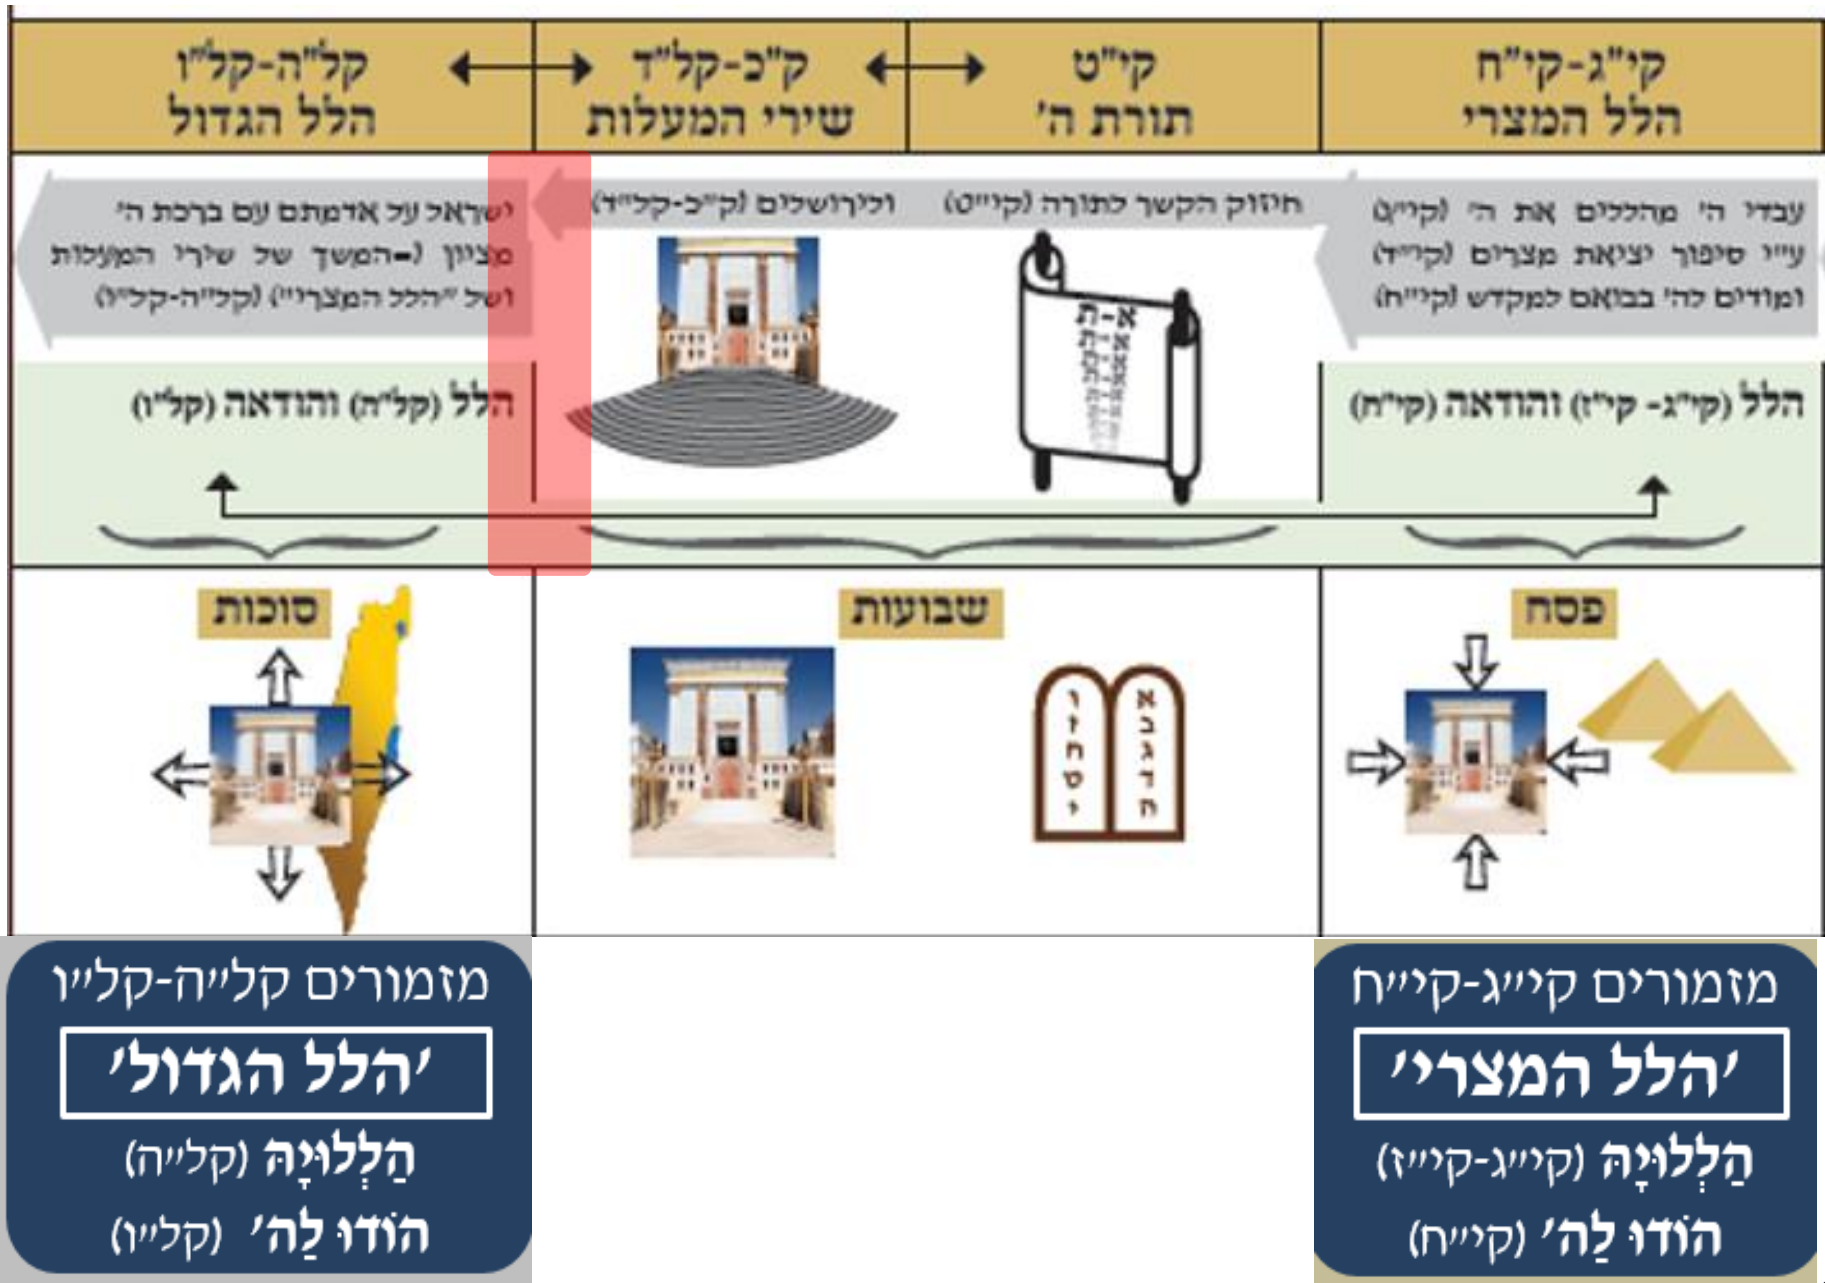 קי"ג-קי"ח
הלל המצרי
קי"ט
תורת ה'
ק"כ-קל"ד
שירי המעלות
קל"ה-קל"ו
הלל הגדול
עבדי ה' מהללים את ה' (קי"ג)
ע"י סיפור יציאת מצרים (קי"ד)
ומודים לה' בבואם למקדש (קי"ח)
חיזוק הקשר לתורה (קי"ט)
ולירושלים (ק"כ-קל"ד)
ישראל על אדמתם עם ברכת ה'
מציון (=המשך של שירי המעלות
ושל "הלל המצרי") (קל"ה-קל"ו)
הלל (קי"ג- קי"ז) והודאה (קי"ח)
הלל (קל"ה) והודאה (קל"ו)
פסח
שבועות
סוכות
א ו
ב ז
ג ח
ד ט
ה י
מזמורים קי"ג-קי"ח
'הלל המצרי'
הַלְלוּיָהּ (קי"ג-קי"ז)
הוֹדוּ לַה' (קי"ח)
מזמורים קל"ה-קל"ו
'הלל הגדול'
הַלְלוּיָהּ (קל"ה)
הוֹדוּ לַה' (קל"ו)